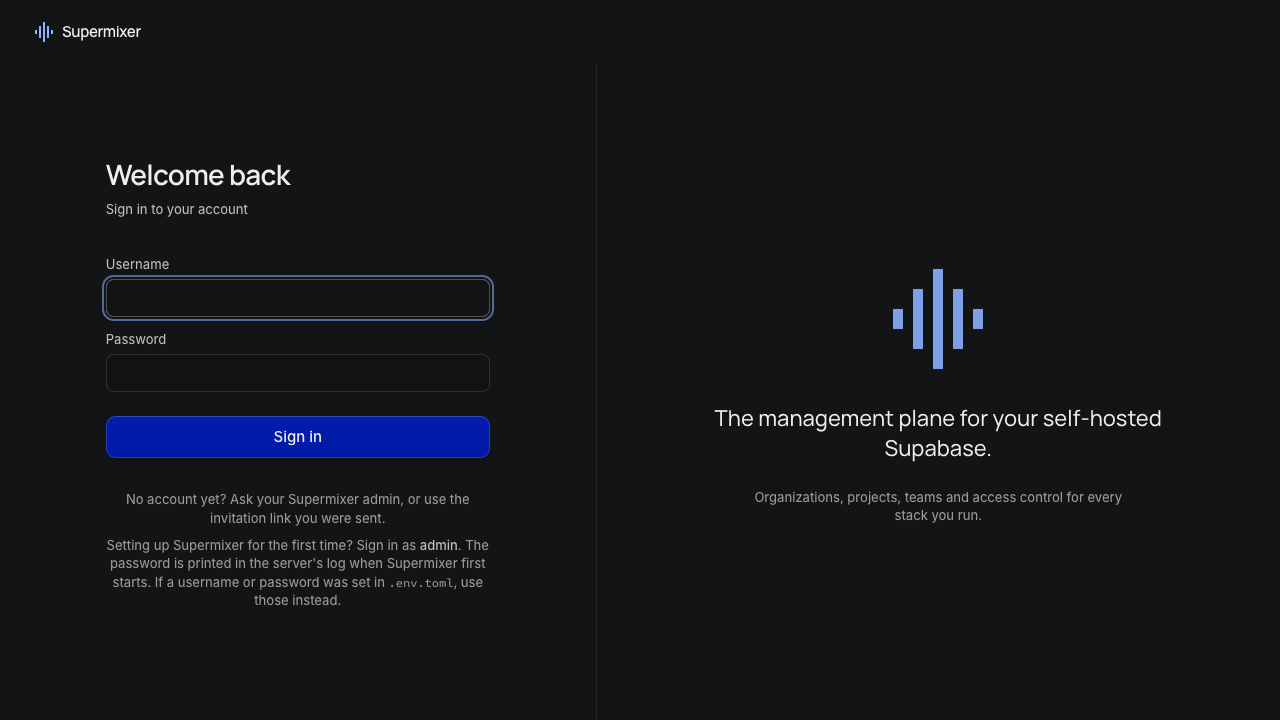 Supermixer
Welcome back
Sign in to your account
Username
Password
Sign in
No account yet? Ask your Supermixer admin, or use the
invitation link you were sent.
Setting up Supermixer for the first time? Sign in as admin. The
password is printed in the server's log when Supermixer first
starts. If a username or password was set in .env.toml, use
those instead.
The management plane for your self-hosted
Supabase.
Organizations, projects, teams and access control for every
stack you run.